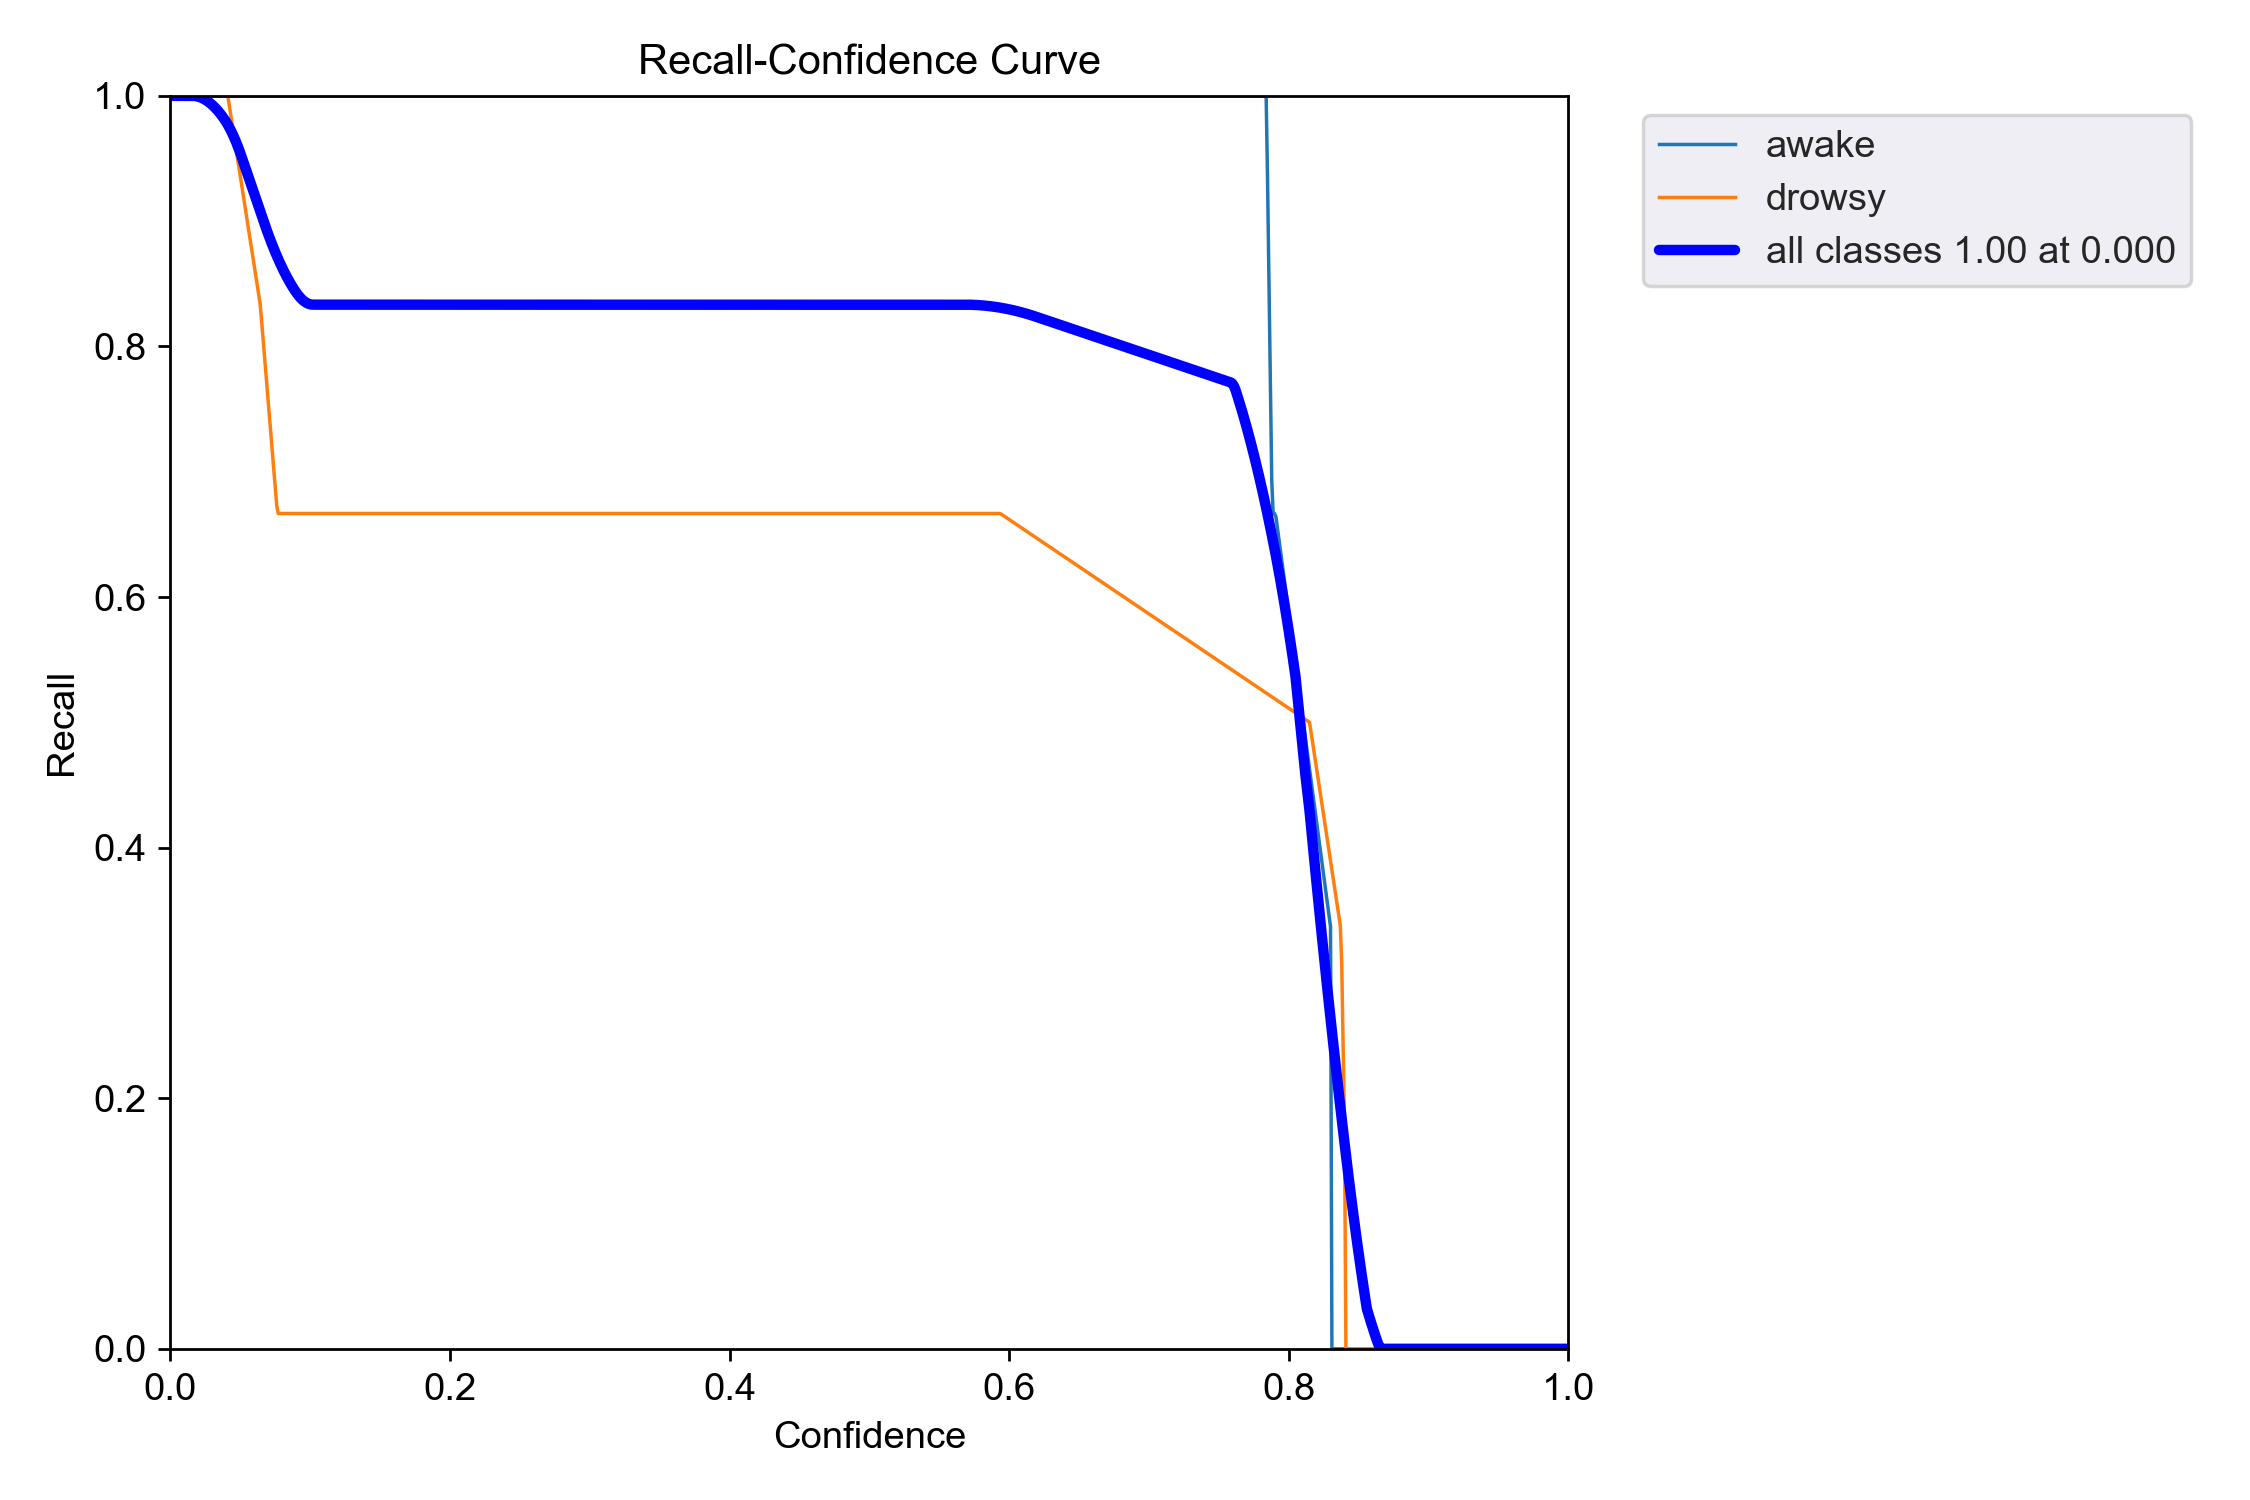 Recall-Confidence Curve
1.0
0.8
0.6
0.4
0.2
0.0
Recall
0.0 0.2 0.4 0.6 0.8 1.0
Confidence
awake
drowsy
all classes 1.00 at 0.000